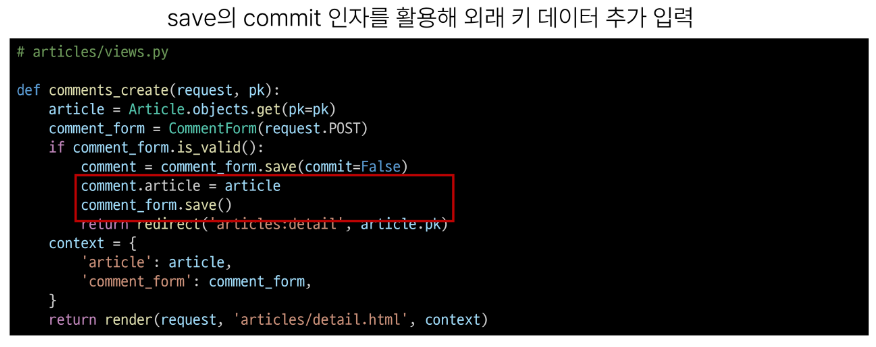 save의 commit 인자를 활용해 외래 키 데이터 추가 입력
# articles/views.py
def comments_create(request, pk):
    article = Article.objects.get(pk=pk)
    comment_form = CommentForm(request.POST)
    if comment_form.is_valid():
        comment = comment_form.save(commit=False)
        comment.article = article
        comment_form.save()
        return redirect('articles:detail', article.pk)
    context = {
        'article': article,
        'comment_form': comment_form,
    }
    return render(request, 'articles/detail.html', context)